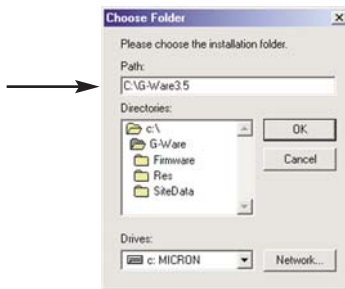 Choose Folder
Please choose the installation folder.
Path:
C:\G-Ware3.5
Directories:
c:\
G-Ware
Firmware
Res
SiteData
OK
Cancel
Drives:
c: MICRON
Network...